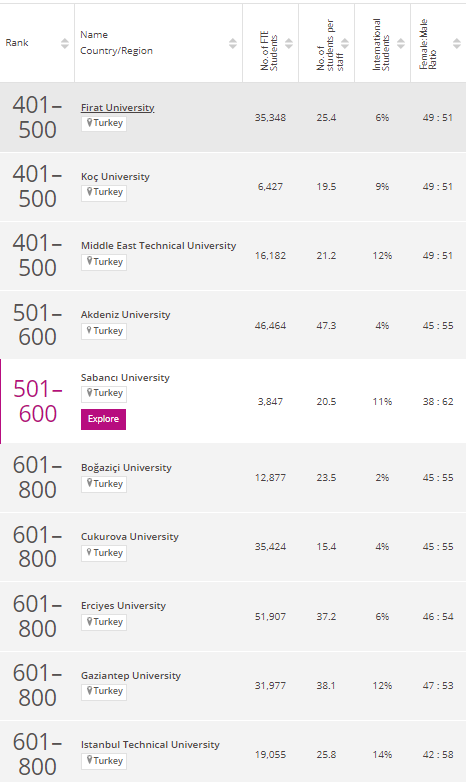 Rank
Name
Country/Region
No. of FTE
Students
No. of
students per
staff
International
Students
Female:Male
Ratio
401–
500
Firat University
Turkey
35,348
25.4
6%
49 : 51
401–
500
Koç University
Turkey
6,427
19.5
9%
49 : 51
401–
500
Middle East Technical University
Turkey
16,182
21.2
12%
49 : 51
501–
600
Akdeniz University
Turkey
46,464
47.3
4%
45 : 55
501–
600
Sabancı University
Turkey
Explore
3,847
20.5
11%
38 : 62
601–
800
Boğaziçi University
Turkey
12,877
23.5
2%
45 : 55
601–
800
Cukurova University
Turkey
35,424
15.4
4%
45 : 55
601–
800
Erciyes University
Turkey
51,907
37.2
6%
46 : 54
601–
800
Gaziantep University
Turkey
31,977
38.1
12%
47 : 53
601–
800
Istanbul Technical University
Turkey
19,055
25.8
14%
42 : 58